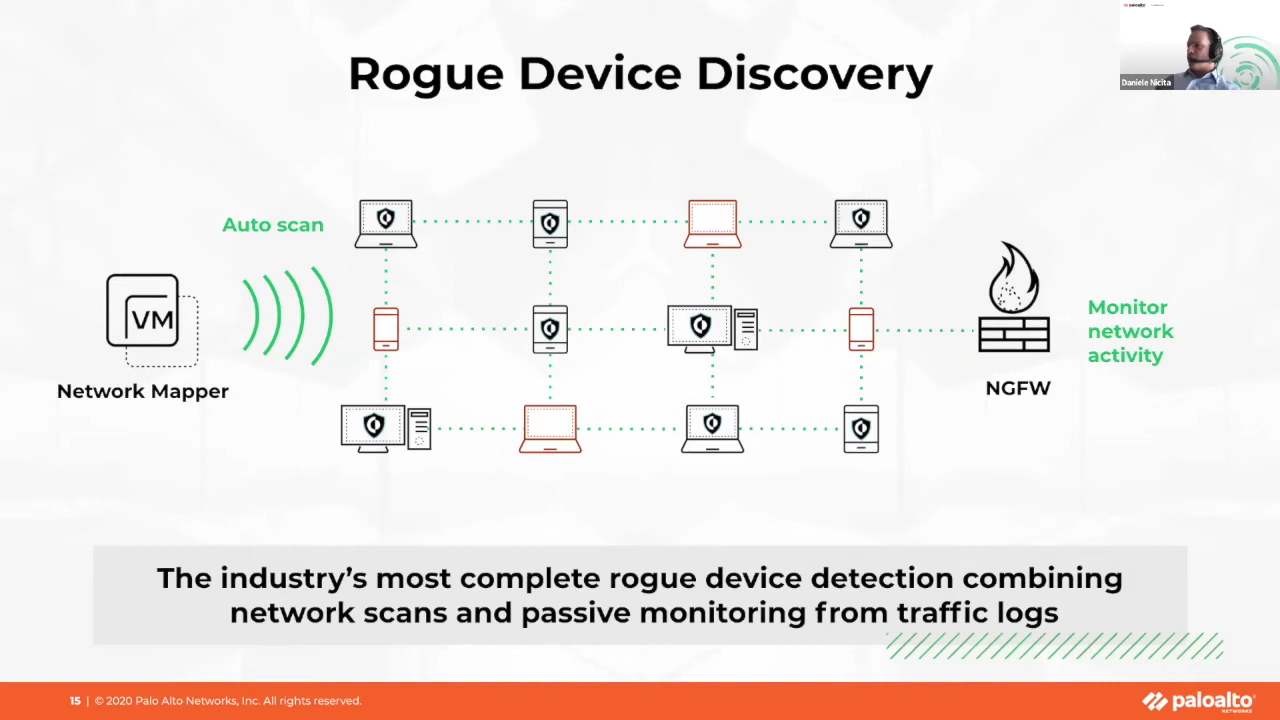 paloalto
Rogue Device Discovery
Daniele Nicita
Auto scan
VM
Network Mapper
Monitor
network
activity
NGFW
The industry's most complete rogue device detection combining
network scans and passive monitoring from traffic logs
15 | © 2020 Palo Alto Networks, Inc. All rights reserved.
paloalto
NETWORKS